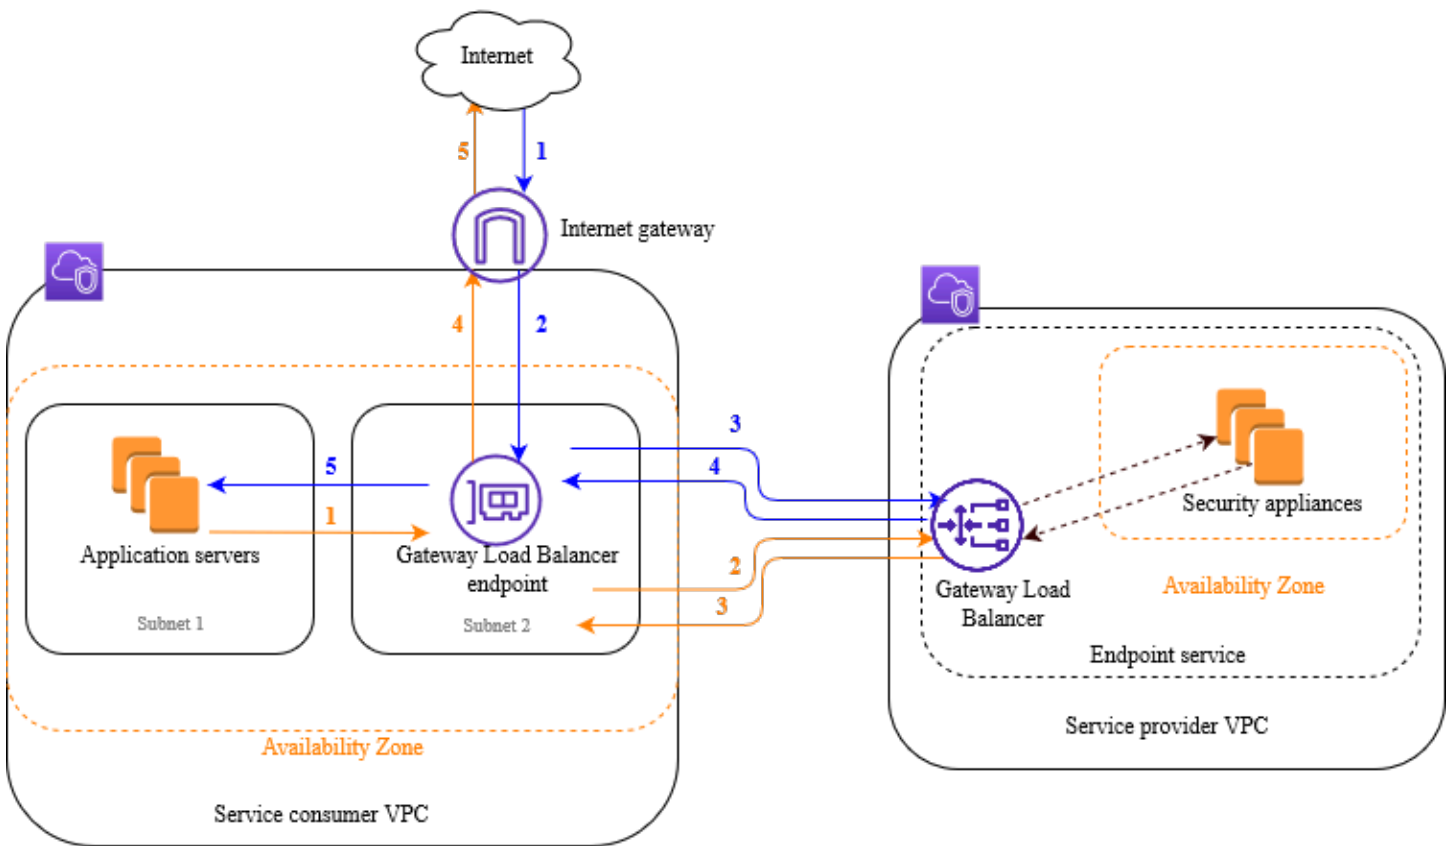 Internet
5
1
Internet gateway
4
2
3
5
4
1
Application servers
Gateway Load Balancer
endpoint
2
3
Subnet 1
Subnet 2
Availability Zone
Service consumer VPC
Security appliances
Gateway Load
Balancer
Availability Zone
Endpoint service
Service provider VPC